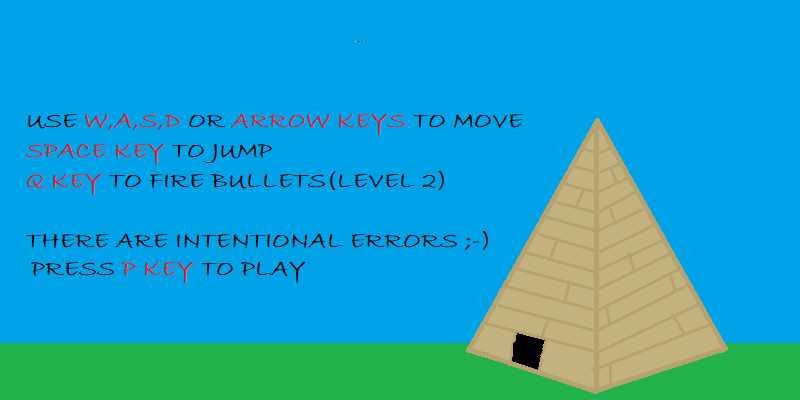 USE W,A,S,D OR ARROW KEYS TO MOVE
SPACE KEY TO JUMP
Q KEY TO FIRE BULLETS(LEVEL 2)
THERE ARE INTENTIONAL ERRORS ;-)
PRESS P KEY TO PLAY